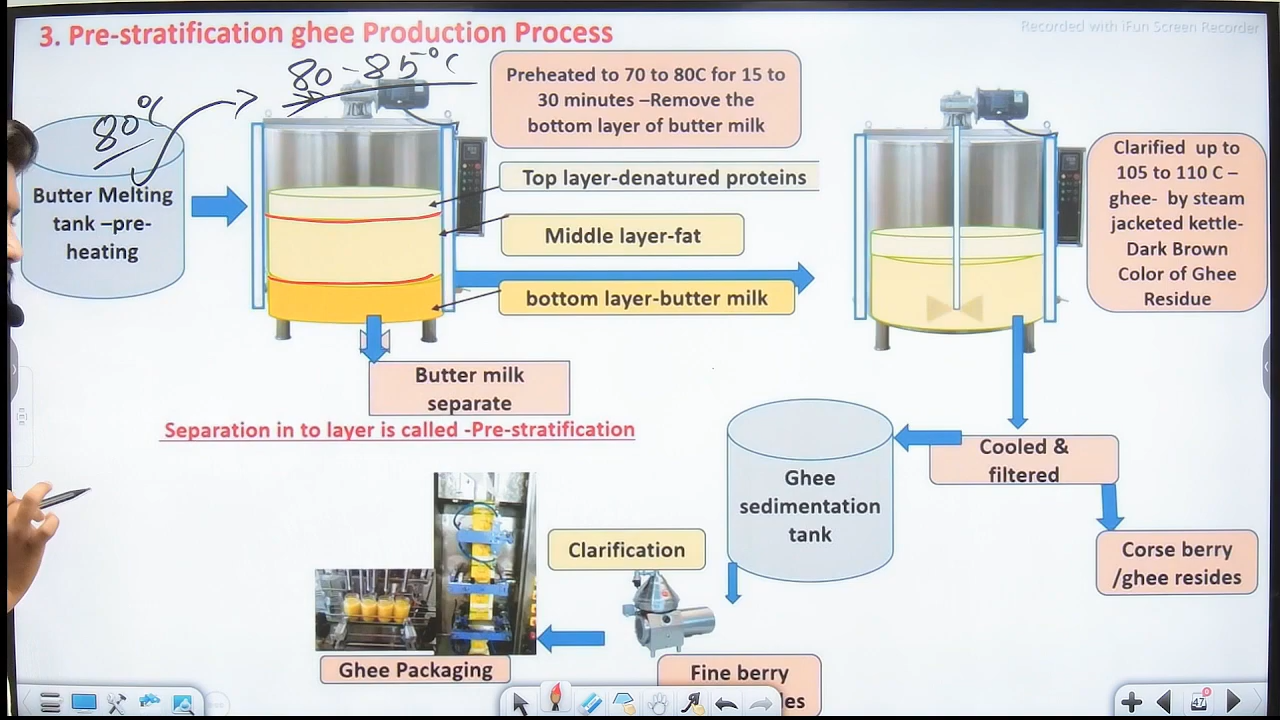 3. Pre-stratification ghee Production Process
Recorded with iFun Screen Recorder
80-85°C
80°C
Preheated to 70 to 80C for 15 to
30 minutes –Remove the
bottom layer of butter milk
Butter Melting
tank –pre-
heating
Top layer-denatured proteins
Middle layer-fat
bottom layer-butter milk
Clarified up to
105 to 110 C –
ghee- by steam
jacketed kettle-
Dark Brown
Color of Ghee
Residue
Butter milk
separate
Separation in to layer is called -Pre-stratification
Cooled &
filtered
Ghee
sedimentation
tank
Corse berry
/ghee resides
Clarification
Ghee Packaging
Fine berry
47